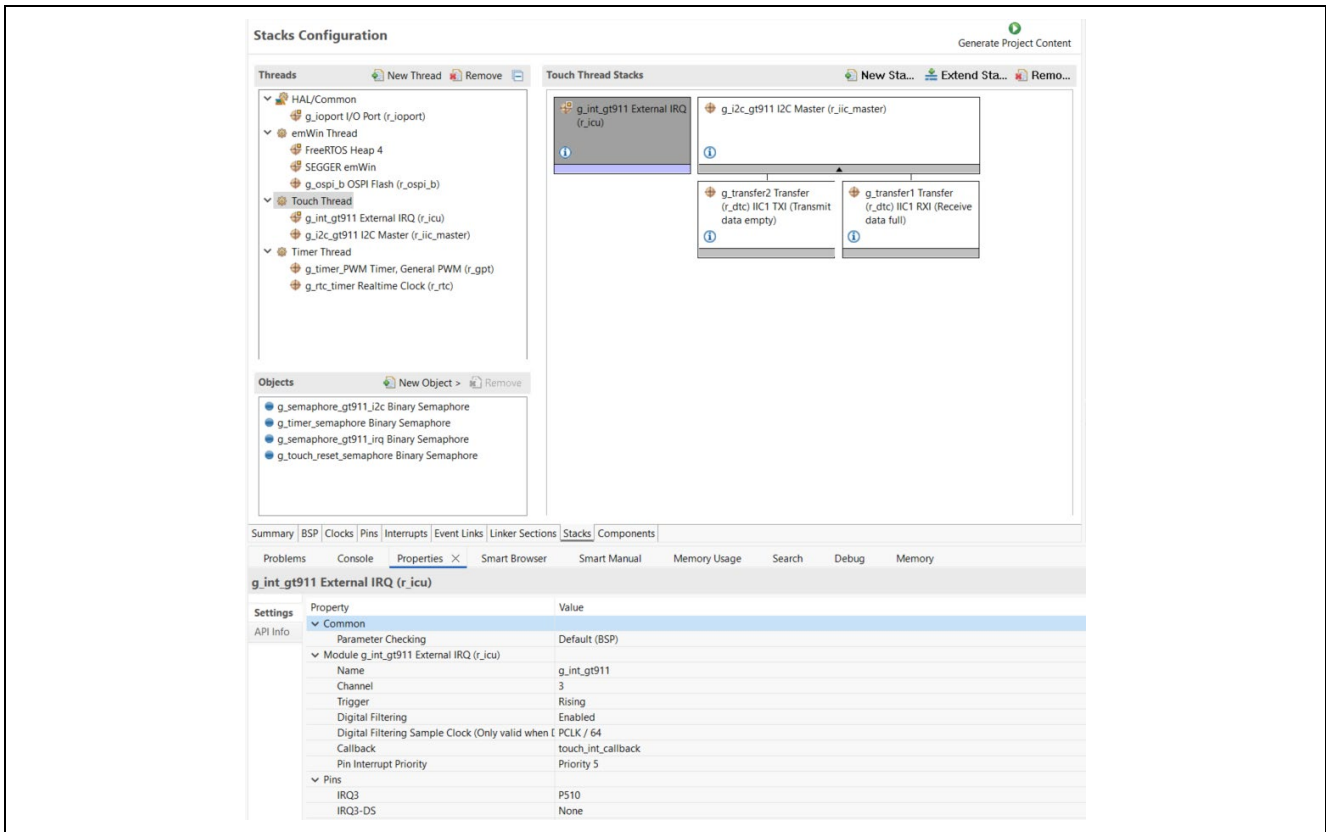 Stacks Configuration
Generate Project Content
Threads
New Thread
Remove
HAL/Common
g_ioport I/O Port (r_ioport)
emWin Thread
FreeRTOS Heap 4
SEGGER emWin
g_ospi_b OSPI Flash (r_ospi_b)
Touch Thread
g_int_gt911 External IRQ (r_icu)
g_i2c_gt911 I2C Master (r_iic_master)
Timer Thread
g_timer_PWM Timer, General PWM (r_gpt)
g_rtc_timer Realtime Clock (r_rtc)
Touch Thread Stacks
New Sta...
Extend Sta...
Remo...
g_int_gt911 External IRQ
(r_icu)
g_i2c_gt911 I2C Master (r_iic_master)
g_transfer2 Transfer
(r_dtc) IIC1 TXI (Transmit
data empty)
g_transfer1 Transfer
(r_dtc) IIC1 RXI (Receive
data full)
Objects
New Object >
Remove
g_semaphore_gt911_i2c Binary Semaphore
g_timer_semaphore Binary Semaphore
g_semaphore_gt911_irq Binary Semaphore
g_touch_reset_semaphore Binary Semaphore
Summary BSP Clocks Pins Interrupts Event Links Linker Sections Stacks Components
Problems Console Properties Smart Browser Smart Manual Memory Usage Search Debug Memory
g_int_gt911 External IRQ (r_icu)
Settings
API Info
Property Value
Common
Parameter Checking Default (BSP)
Module g_int_gt911 External IRQ (r_icu)
Name g_int_gt911
Channel 3
Trigger Rising
Digital Filtering Enabled
Digital Filtering Sample Clock (Only valid when PCLK / 64
Callback touch_int_callback
Pin Interrupt Priority Priority 5
Pins
IRQ3 P510
IRQ3-DS None